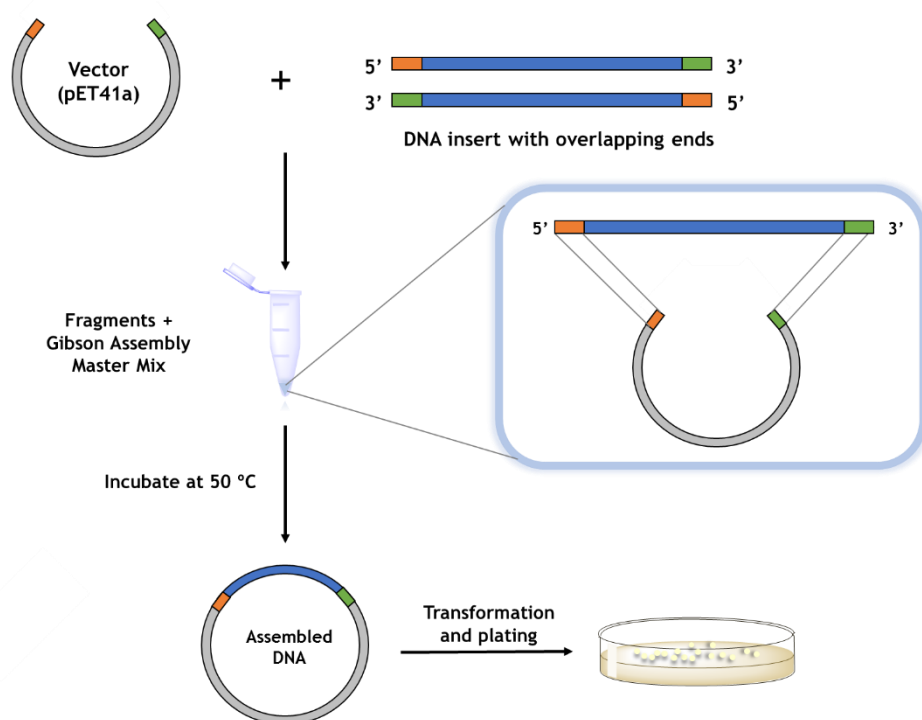 Vector
(pET41a)
+
5’
3’
3’
5’
DNA insert with overlapping ends
5’
3’
Fragments +
Gibson Assembly
Master Mix
Incubate at 50 ºC
Assembled
DNA
Transformation
and plating